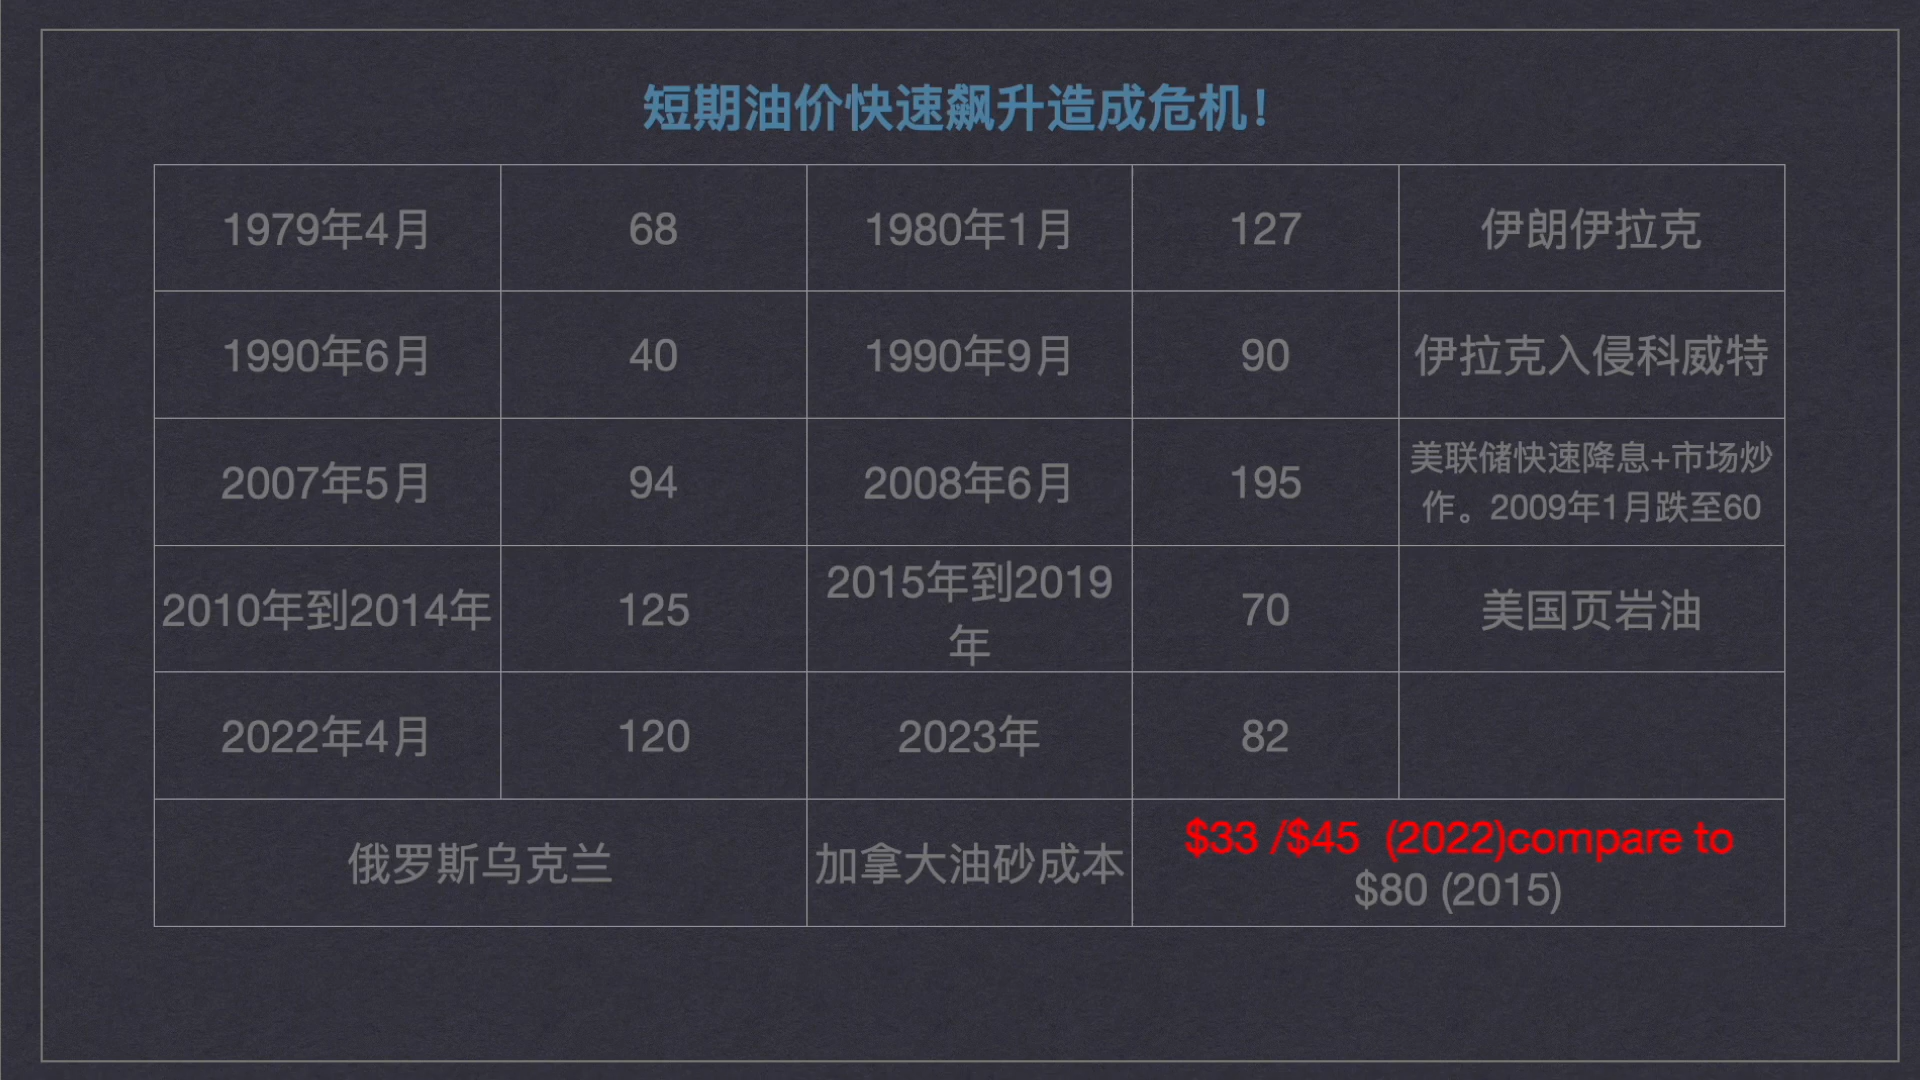 短期油价快速飙升造成危机！
1979年4月 68 1980年1月 127 伊朗伊拉克
1990年6月 40 1990年9月 90 伊拉克入侵科威特
2007年5月 94 2008年6月 195 美联储快速降息+市场炒
作。2009年1月跌至60
2010年到2014年 125 2015年到2019
年 70 美国页岩油
2022年4月 120 2023年 82
俄罗斯乌克兰 加拿大油砂成本 $33 /$45 (2022)compare to
$80 (2015)